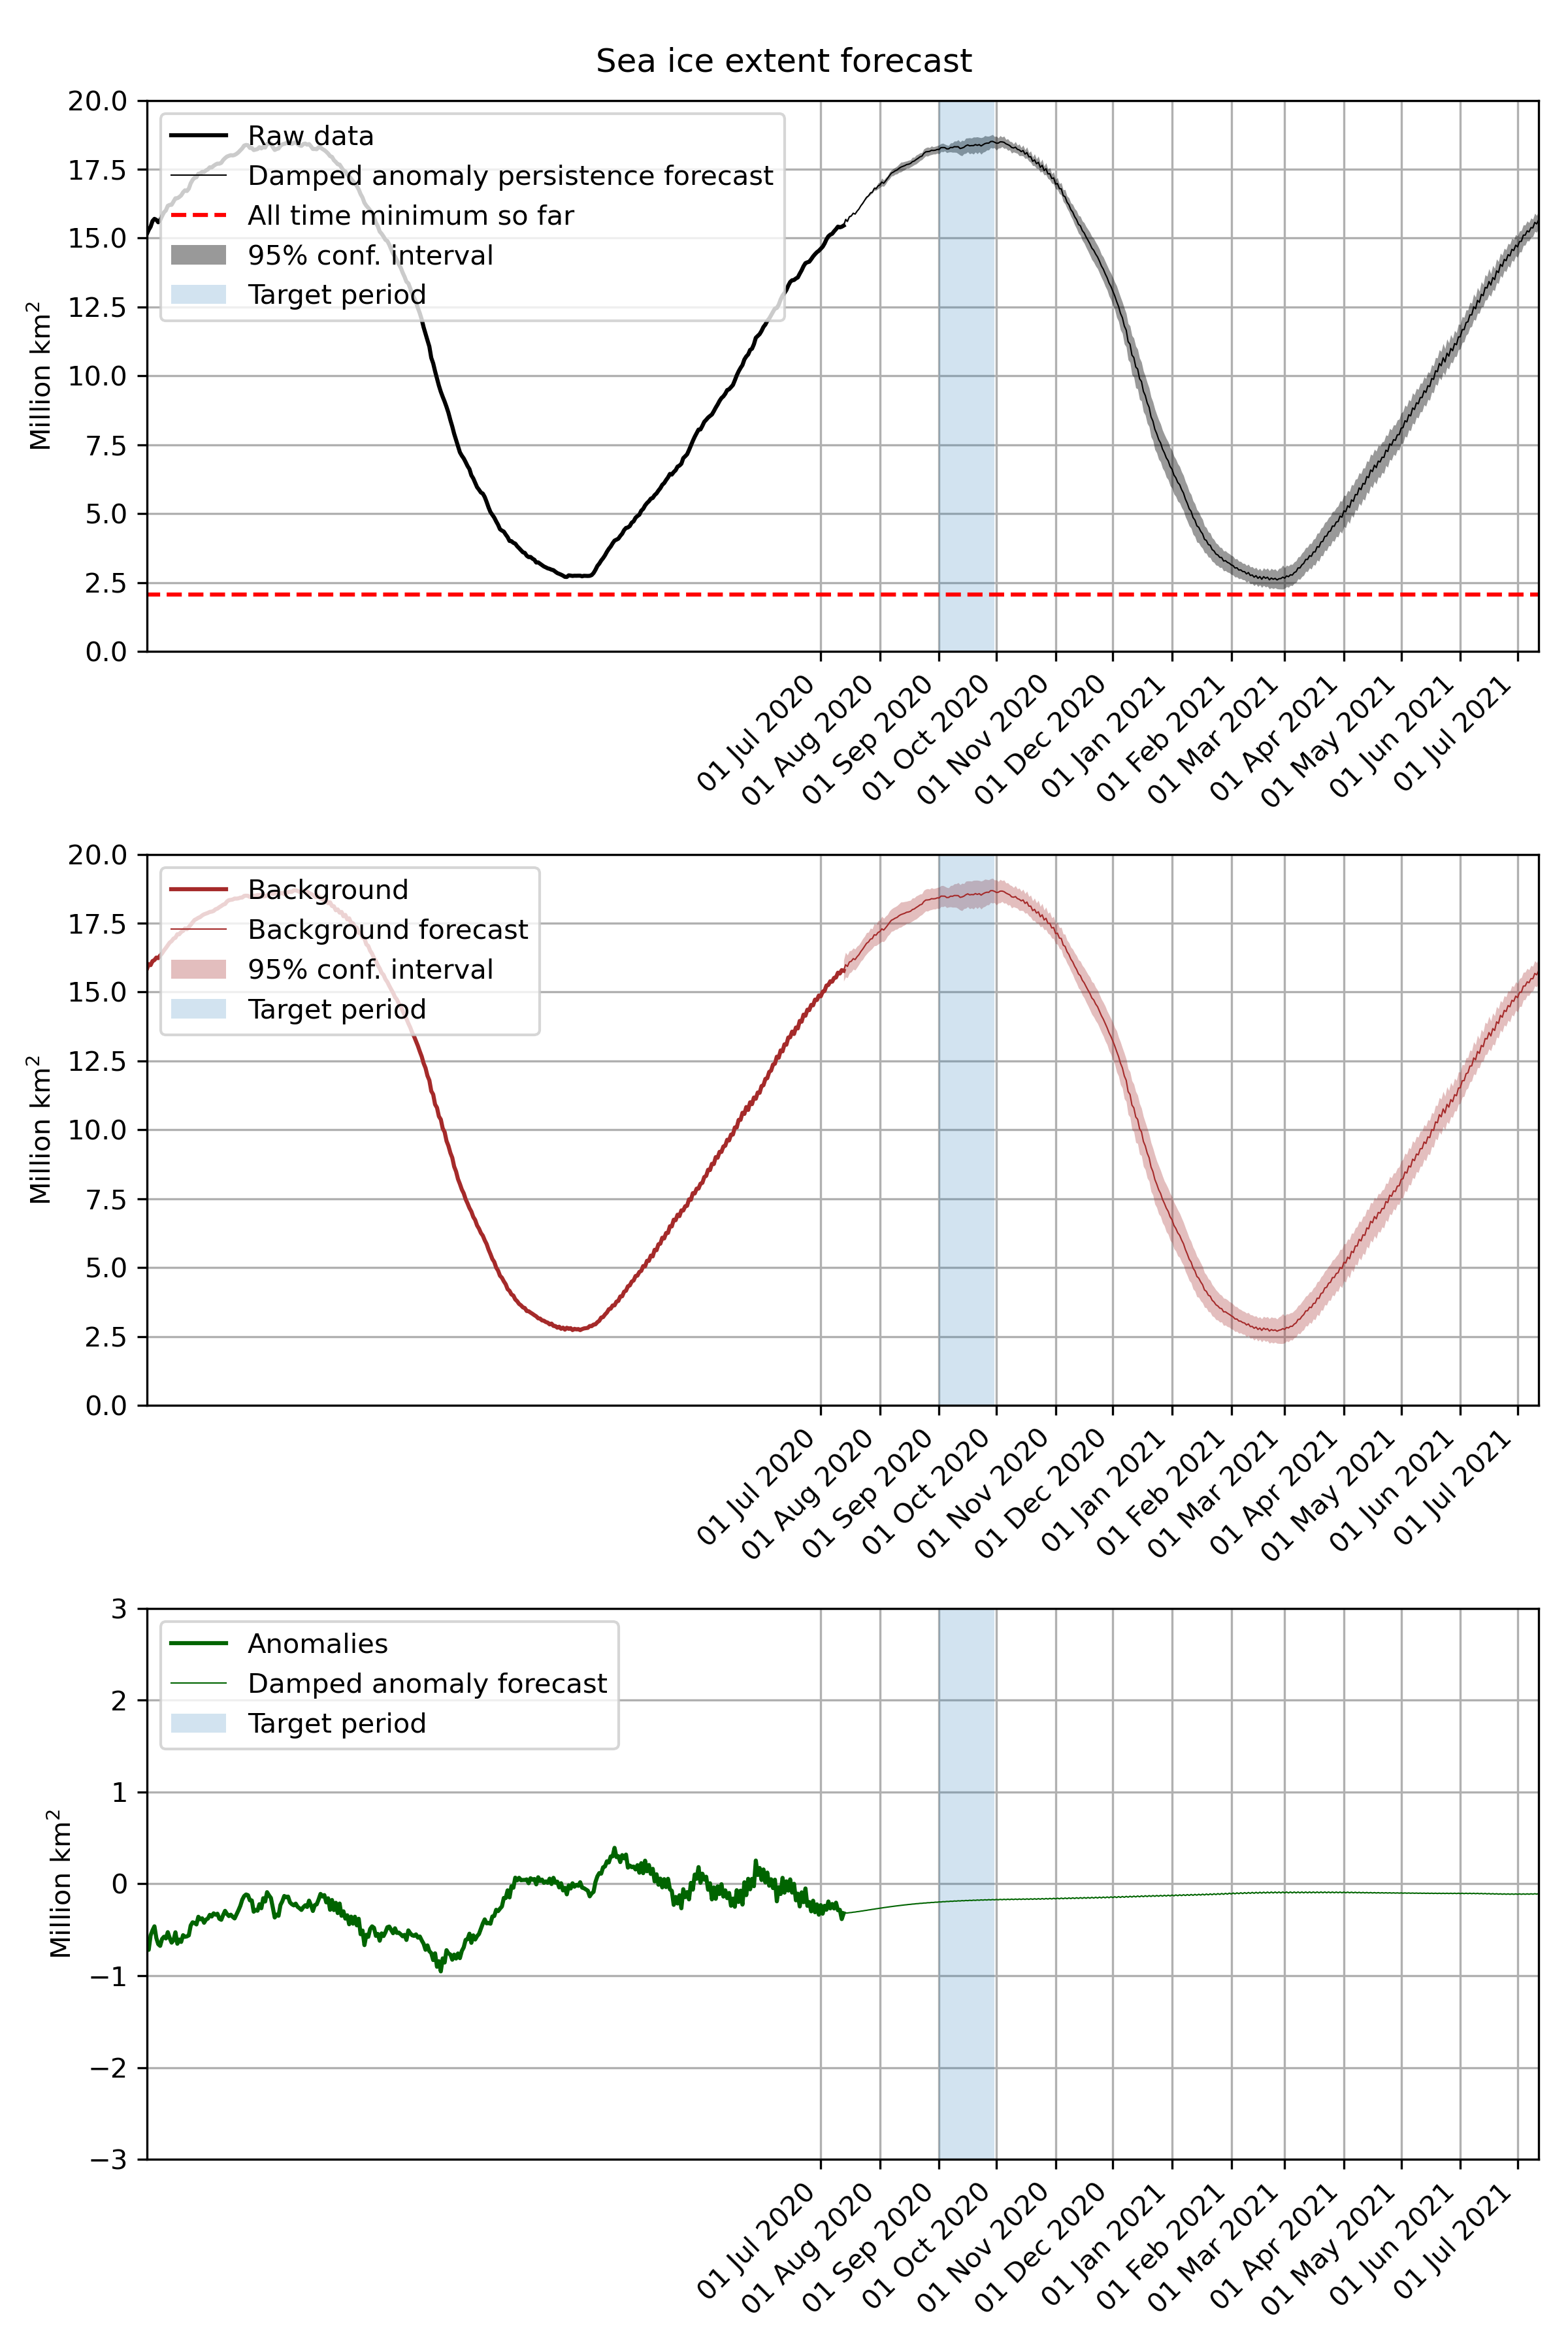 Sea ice extent forecast
20.0
17.5
15.0
12.5
10.0
7.5
5.0
2.5
0.0
Million km²
Raw data
Damped anomaly persistence forecast
All time minimum so far
95% conf. interval
Target period
01 Jul 2020
01 Aug 2020
01 Sep 2020
01 Oct 2020
01 Nov 2020
01 Dec 2020
01 Jan 2021
01 Feb 2021
01 Mar 2021
01 Apr 2021
01 May 2021
01 Jun 2021
01 Jul 2021
20.0
17.5
15.0
12.5
10.0
7.5
5.0
2.5
0.0
Million km²
Background
Background forecast
95% conf. interval
Target period
01 Jul 2020
01 Aug 2020
01 Sep 2020
01 Oct 2020
01 Nov 2020
01 Dec 2020
01 Jan 2021
01 Feb 2021
01 Mar 2021
01 Apr 2021
01 May 2021
01 Jun 2021
01 Jul 2021
3
2
1
0
−1
−2
−3
Million km²
Anomalies
Damped anomaly forecast
Target period
01 Jul 2020
01 Aug 2020
01 Sep 2020
01 Oct 2020
01 Nov 2020
01 Dec 2020
01 Jan 2021
01 Feb 2021
01 Mar 2021
01 Apr 2021
01 May 2021
01 Jun 2021
01 Jul 2021